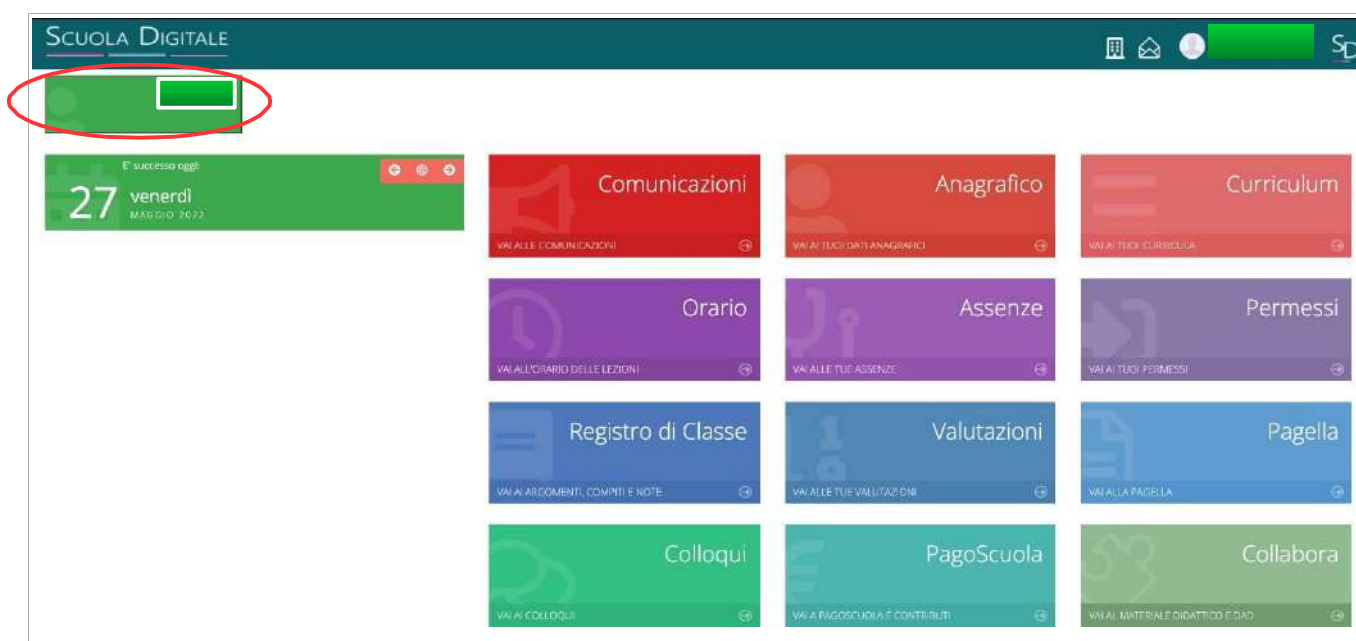 SCUOLA DIGITALE
SD
E' successo oggi:
27 venerdì
MAGGIO 2022
Comunicazioni
VAI ALLE COMUNICAZIONI
Anagrafico
VAI AI TUOI DATI ANAGRAFICI
Curriculum
VAI AI TUOI CURRICULA
Orario
VAI ALL'ORARIO DELLE LEZIONI
Assenze
VAI ALLE TUE ASSENZE
Permessi
VAI AI TUOI PERMESSI
Registro di Classe
VAI AI ARGOMENTI, COMPITI E NOTE
Valutazioni
VAI ALLE TUE VALUTAZIONI
Pagella
VAI ALLA PAGELLA
Colloqui
VAI AI COLLOQUI
PagoScuola
VAI A PAGOSCUOLA E CONTRIBUTI
Collabora
VAI AL MATERIALE DIDATTICO E DAD